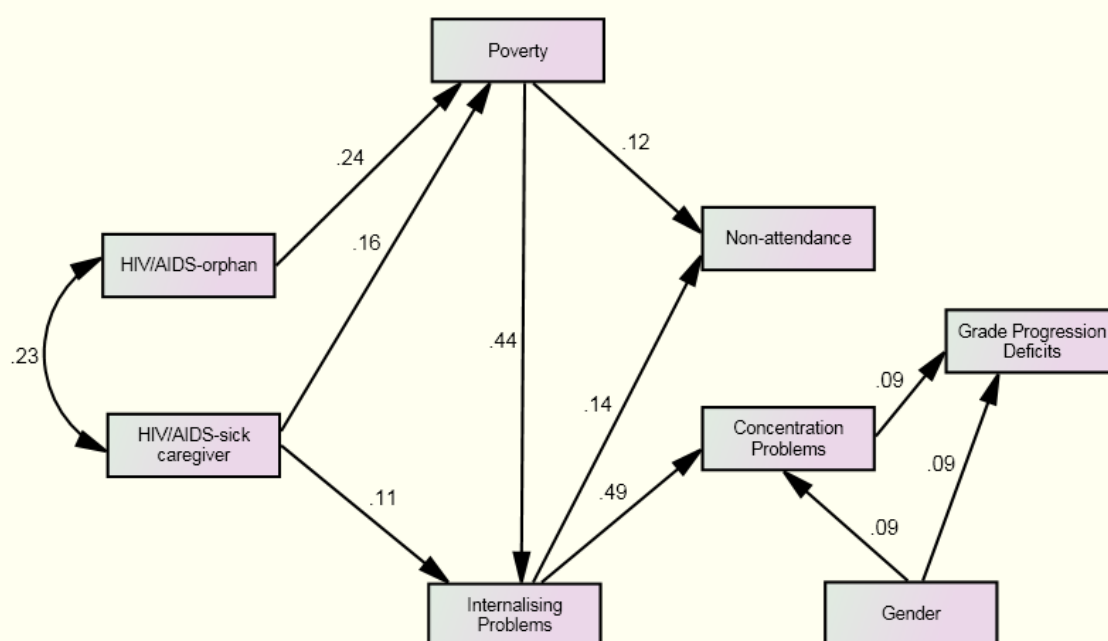 Poverty
.24
.12
.16
HIV/AIDS-orphan
Non-attendance
.23
.44
Grade Progression
Deficits
.14
.09
HIV/AIDS-sick
caregiver
Concentration
Problems
.09
.11
.49
.09
Internalising
Problems
Gender